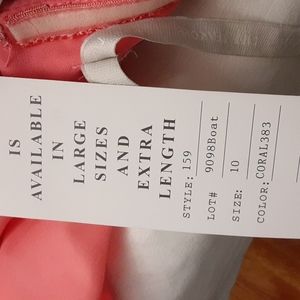 IS
AVAILABLE
IN
LARGE
SIZES
AND
EXTRA
LENGTH
STYLE: 159
LOT# 9098Boat
SIZE: 10
COLOR: CORAL383